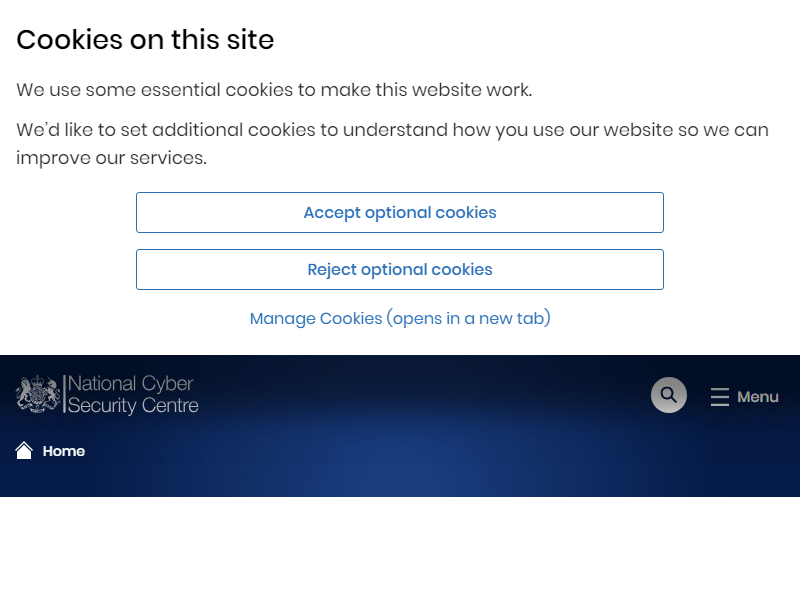 Cookies on this site
We use some essential cookies to make this website work.
We'd like to set additional cookies to understand how you use our website so we can
improve our services.
Accept optional cookies
Reject optional cookies
Manage Cookies (opens in a new tab)
National Cyber
Security Centre
Menu
Home